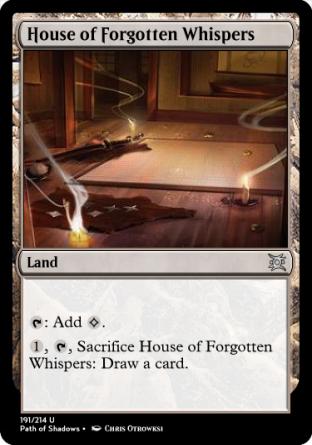 House of Forgotten Whispers
Land
: Add .
1, , Sacrifice House of Forgotten
Whispers: Draw a card.
191/214 U
Path of Shadows • Chris Otrowksi